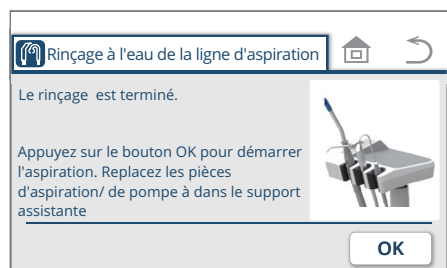 Rinçage à l'eau de la ligne d'aspiration
Le rinçage est terminé.
Appuyez sur le bouton OK pour démarrer
l'aspiration. Replacez les pièces
d'aspiration/ de pompe à dans le support
assistante
OK